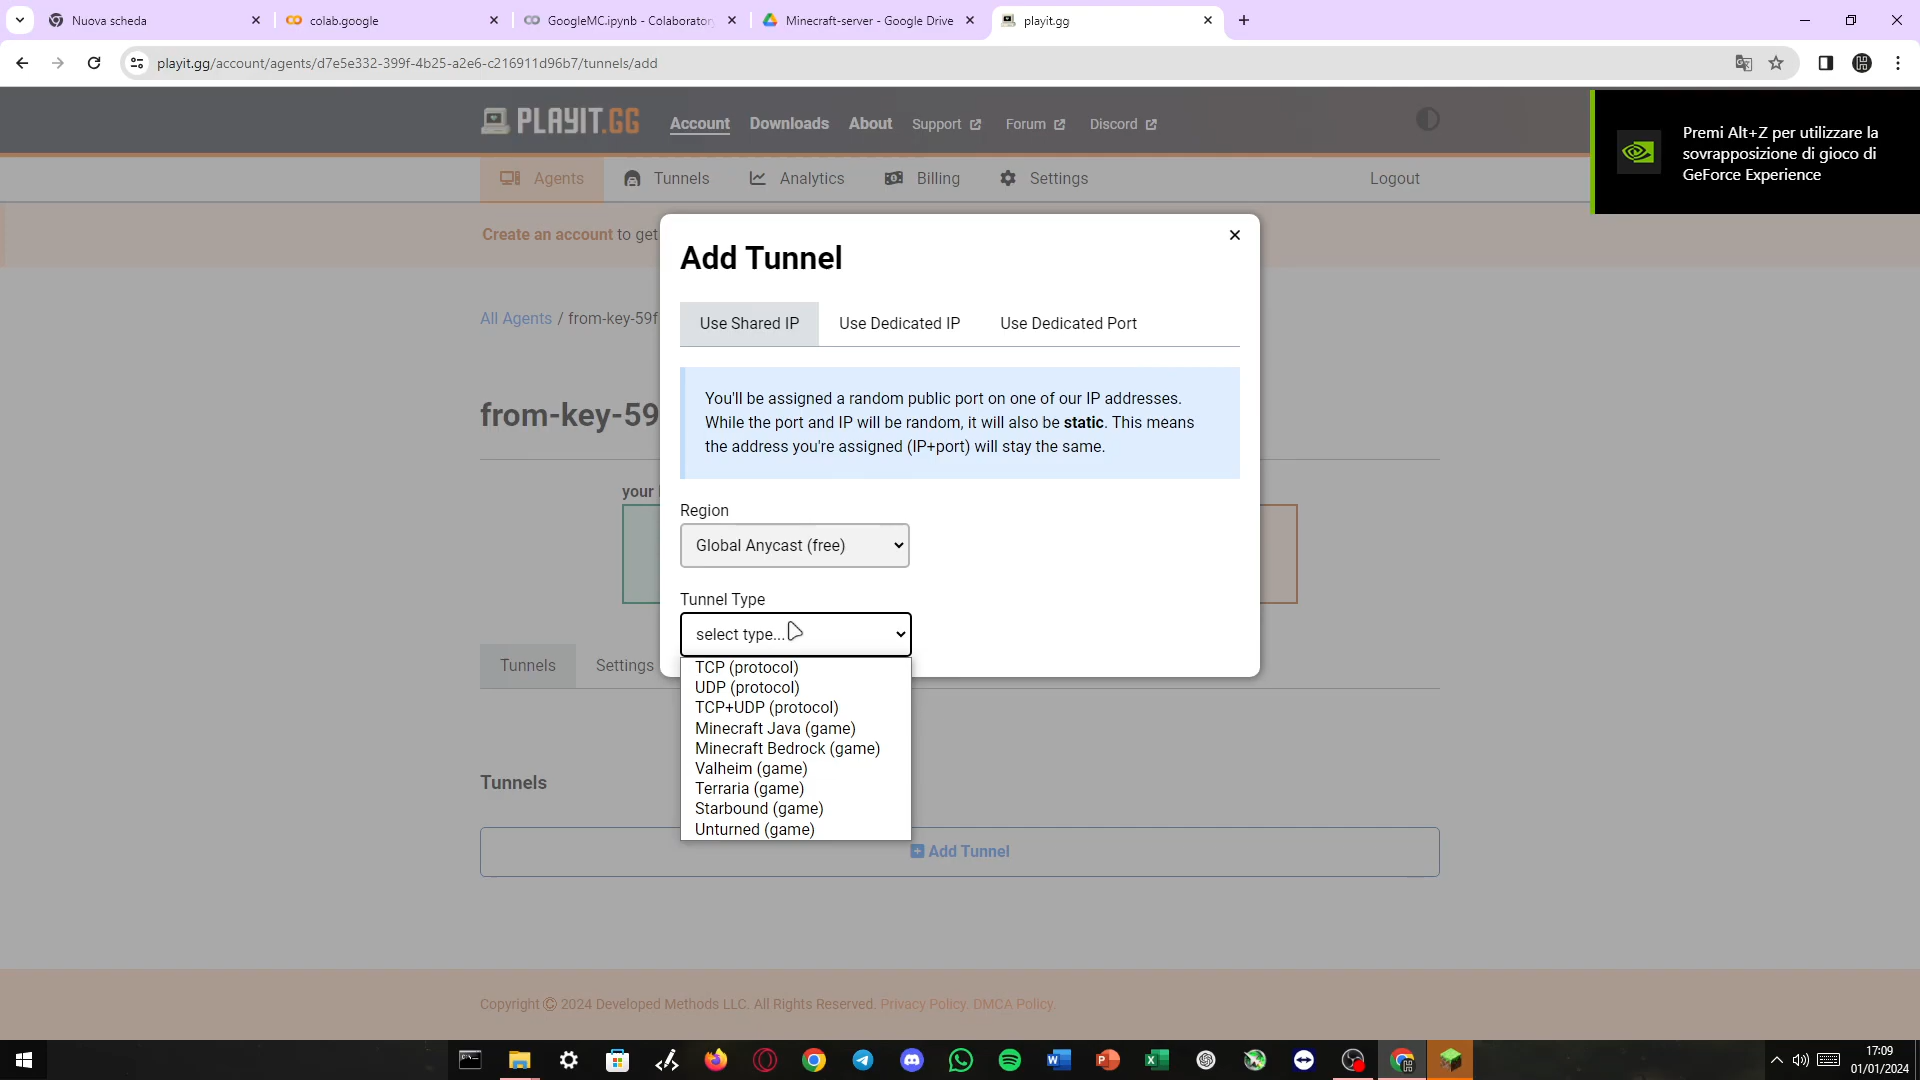 Nuova scheda
colab.google
GoogleMC.ipynb - Colaborator
Minecraft-server - Google Drive
playit.gg
playit.gg/account/agents/d7e5e332-399f-4b25-a2e6-c216911d96b7/tunnels/add
PLAYIT.GG
Account
Downloads
About
Support
Forum
Discord
Premi Alt+Z per utilizzare la
sovrapposizione di gioco di
GeForce Experience
Agents
Tunnels
Analytics
Billing
Settings
Logout
Create an account to get
Add Tunnel
All Agents / from-key-59f
Use Shared IP
Use Dedicated IP
Use Dedicated Port
from-key-59
You'll be assigned a random public port on one of our IP addresses.
While the port and IP will be random, it will also be static. This means
the address you're assigned (IP+port) will stay the same.
your
Region
Global Anycast (free)
Tunnel Type
select type...
Tunnels
Settings
TCP (protocol)
UDP (protocol)
TCP+UDP (protocol)
Minecraft Java (game)
Minecraft Bedrock (game)
Valheim (game)
Terraria (game)
Starbound (game)
Unturned (game)
Tunnels
Add Tunnel
Copyright © 2024 Developed Methods LLC. All Rights Reserved. Privacy Policy. DMCA Policy.
17:09
01/01/2024